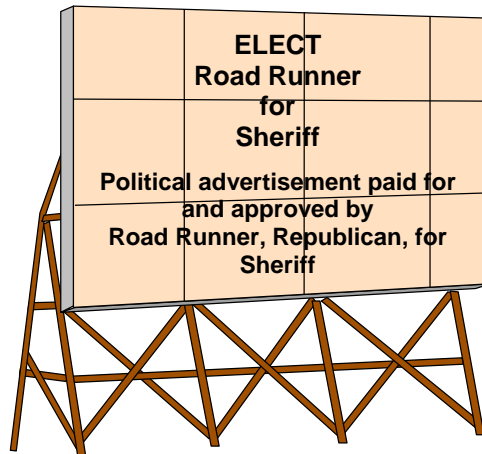 ELECT
Road Runner
for
Sheriff
Political advertisement paid for
and approved by
Road Runner, Republican, for
Sheriff